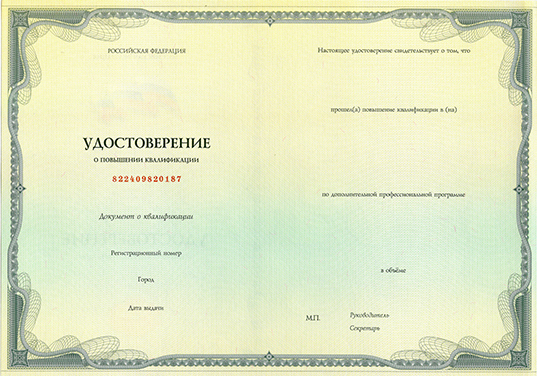 РОССИЙСКАЯ ФЕДЕРАЦИЯ
УДОСТОВЕРЕНИЕ
О ПОВЫШЕНИИ КВАЛИФИКАЦИИ
822409820187
Документ о квалификации
Регистрационный номер
Город
Дата выдачи
Настоящее удостоверение свидетельствует о том, что
прошел(а) повышение квалификации в (на)
по дополнительной профессиональной программе
в объёме
М.П.
Руководитель
Секретарь